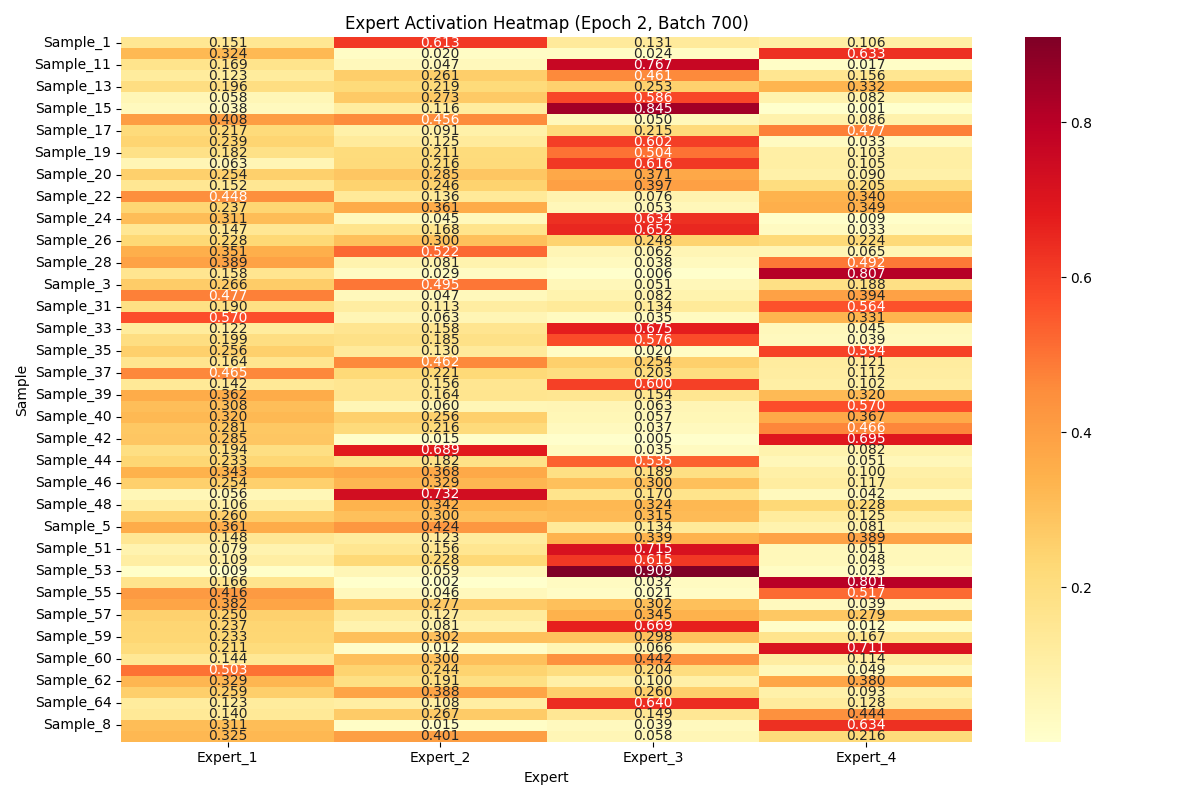 Expert Activation Heatmap (Epoch 2, Batch 700)
Sample_1 0.151 0.613 0.131 0.106
0.324 0.020 0.024 0.633
Sample_11 0.169 0.047 0.767 0.017
0.123 0.261 0.461 0.156
Sample_13 0.196 0.219 0.253 0.332
0.058 0.273 0.586 0.082
Sample_15 0.038 0.116 0.845 0.001
0.408 0.456 0.050 0.086
Sample_17 0.217 0.091 0.215 0.477
0.239 0.125 0.602 0.033
Sample_19 0.182 0.211 0.504 0.103
0.063 0.216 0.616 0.105
Sample_20 0.254 0.285 0.371 0.090
0.152 0.246 0.397 0.205
Sample_22 0.448 0.136 0.076 0.340
0.237 0.361 0.053 0.349
Sample_24 0.311 0.045 0.634 0.009
0.147 0.168 0.652 0.033
Sample_26 0.228 0.300 0.248 0.224
0.351 0.522 0.062 0.065
Sample_28 0.389 0.081 0.038 0.492
0.158 0.029 0.006 0.807
Sample_3 0.266 0.495 0.051 0.188
0.477 0.047 0.082 0.394
Sample_31 0.190 0.113 0.134 0.564
0.570 0.063 0.035 0.331
Sample_33 0.122 0.158 0.675 0.045
0.199 0.185 0.576 0.039
Sample_35 0.256 0.130 0.020 0.594
0.164 0.462 0.254 0.121
Sample_37 0.465 0.221 0.203 0.112
0.142 0.156 0.600 0.102
Sample_39 0.362 0.164 0.154 0.320
0.308 0.060 0.063 0.570
Sample_40 0.320 0.256 0.057 0.367
0.281 0.216 0.037 0.466
Sample_42 0.285 0.015 0.005 0.695
0.194 0.689 0.035 0.082
Sample_44 0.233 0.182 0.535 0.051
0.343 0.368 0.189 0.100
Sample_46 0.254 0.329 0.300 0.117
0.056 0.732 0.170 0.042
Sample_48 0.106 0.342 0.324 0.228
0.260 0.300 0.315 0.125
Sample_5 0.361 0.424 0.134 0.081
0.148 0.123 0.339 0.389
Sample_51 0.079 0.156 0.715 0.051
0.109 0.228 0.615 0.048
Sample_53 0.009 0.059 0.909 0.023
0.166 0.002 0.032 0.801
Sample_55 0.416 0.046 0.021 0.517
0.382 0.277 0.302 0.039
Sample_57 0.250 0.127 0.345 0.279
0.237 0.081 0.669 0.012
Sample_59 0.233 0.302 0.298 0.167
0.211 0.012 0.066 0.711
Sample_60 0.144 0.300 0.442 0.114
0.503 0.244 0.204 0.049
Sample_62 0.329 0.191 0.100 0.380
0.259 0.388 0.260 0.093
Sample_64 0.123 0.108 0.640 0.128
0.140 0.267 0.149 0.444
Sample_8 0.311 0.015 0.039 0.634
0.325 0.401 0.058 0.216
Expert_1 Expert_2 Expert_3 Expert_4
Expert
Sample
0.8
0.6
0.4
0.2